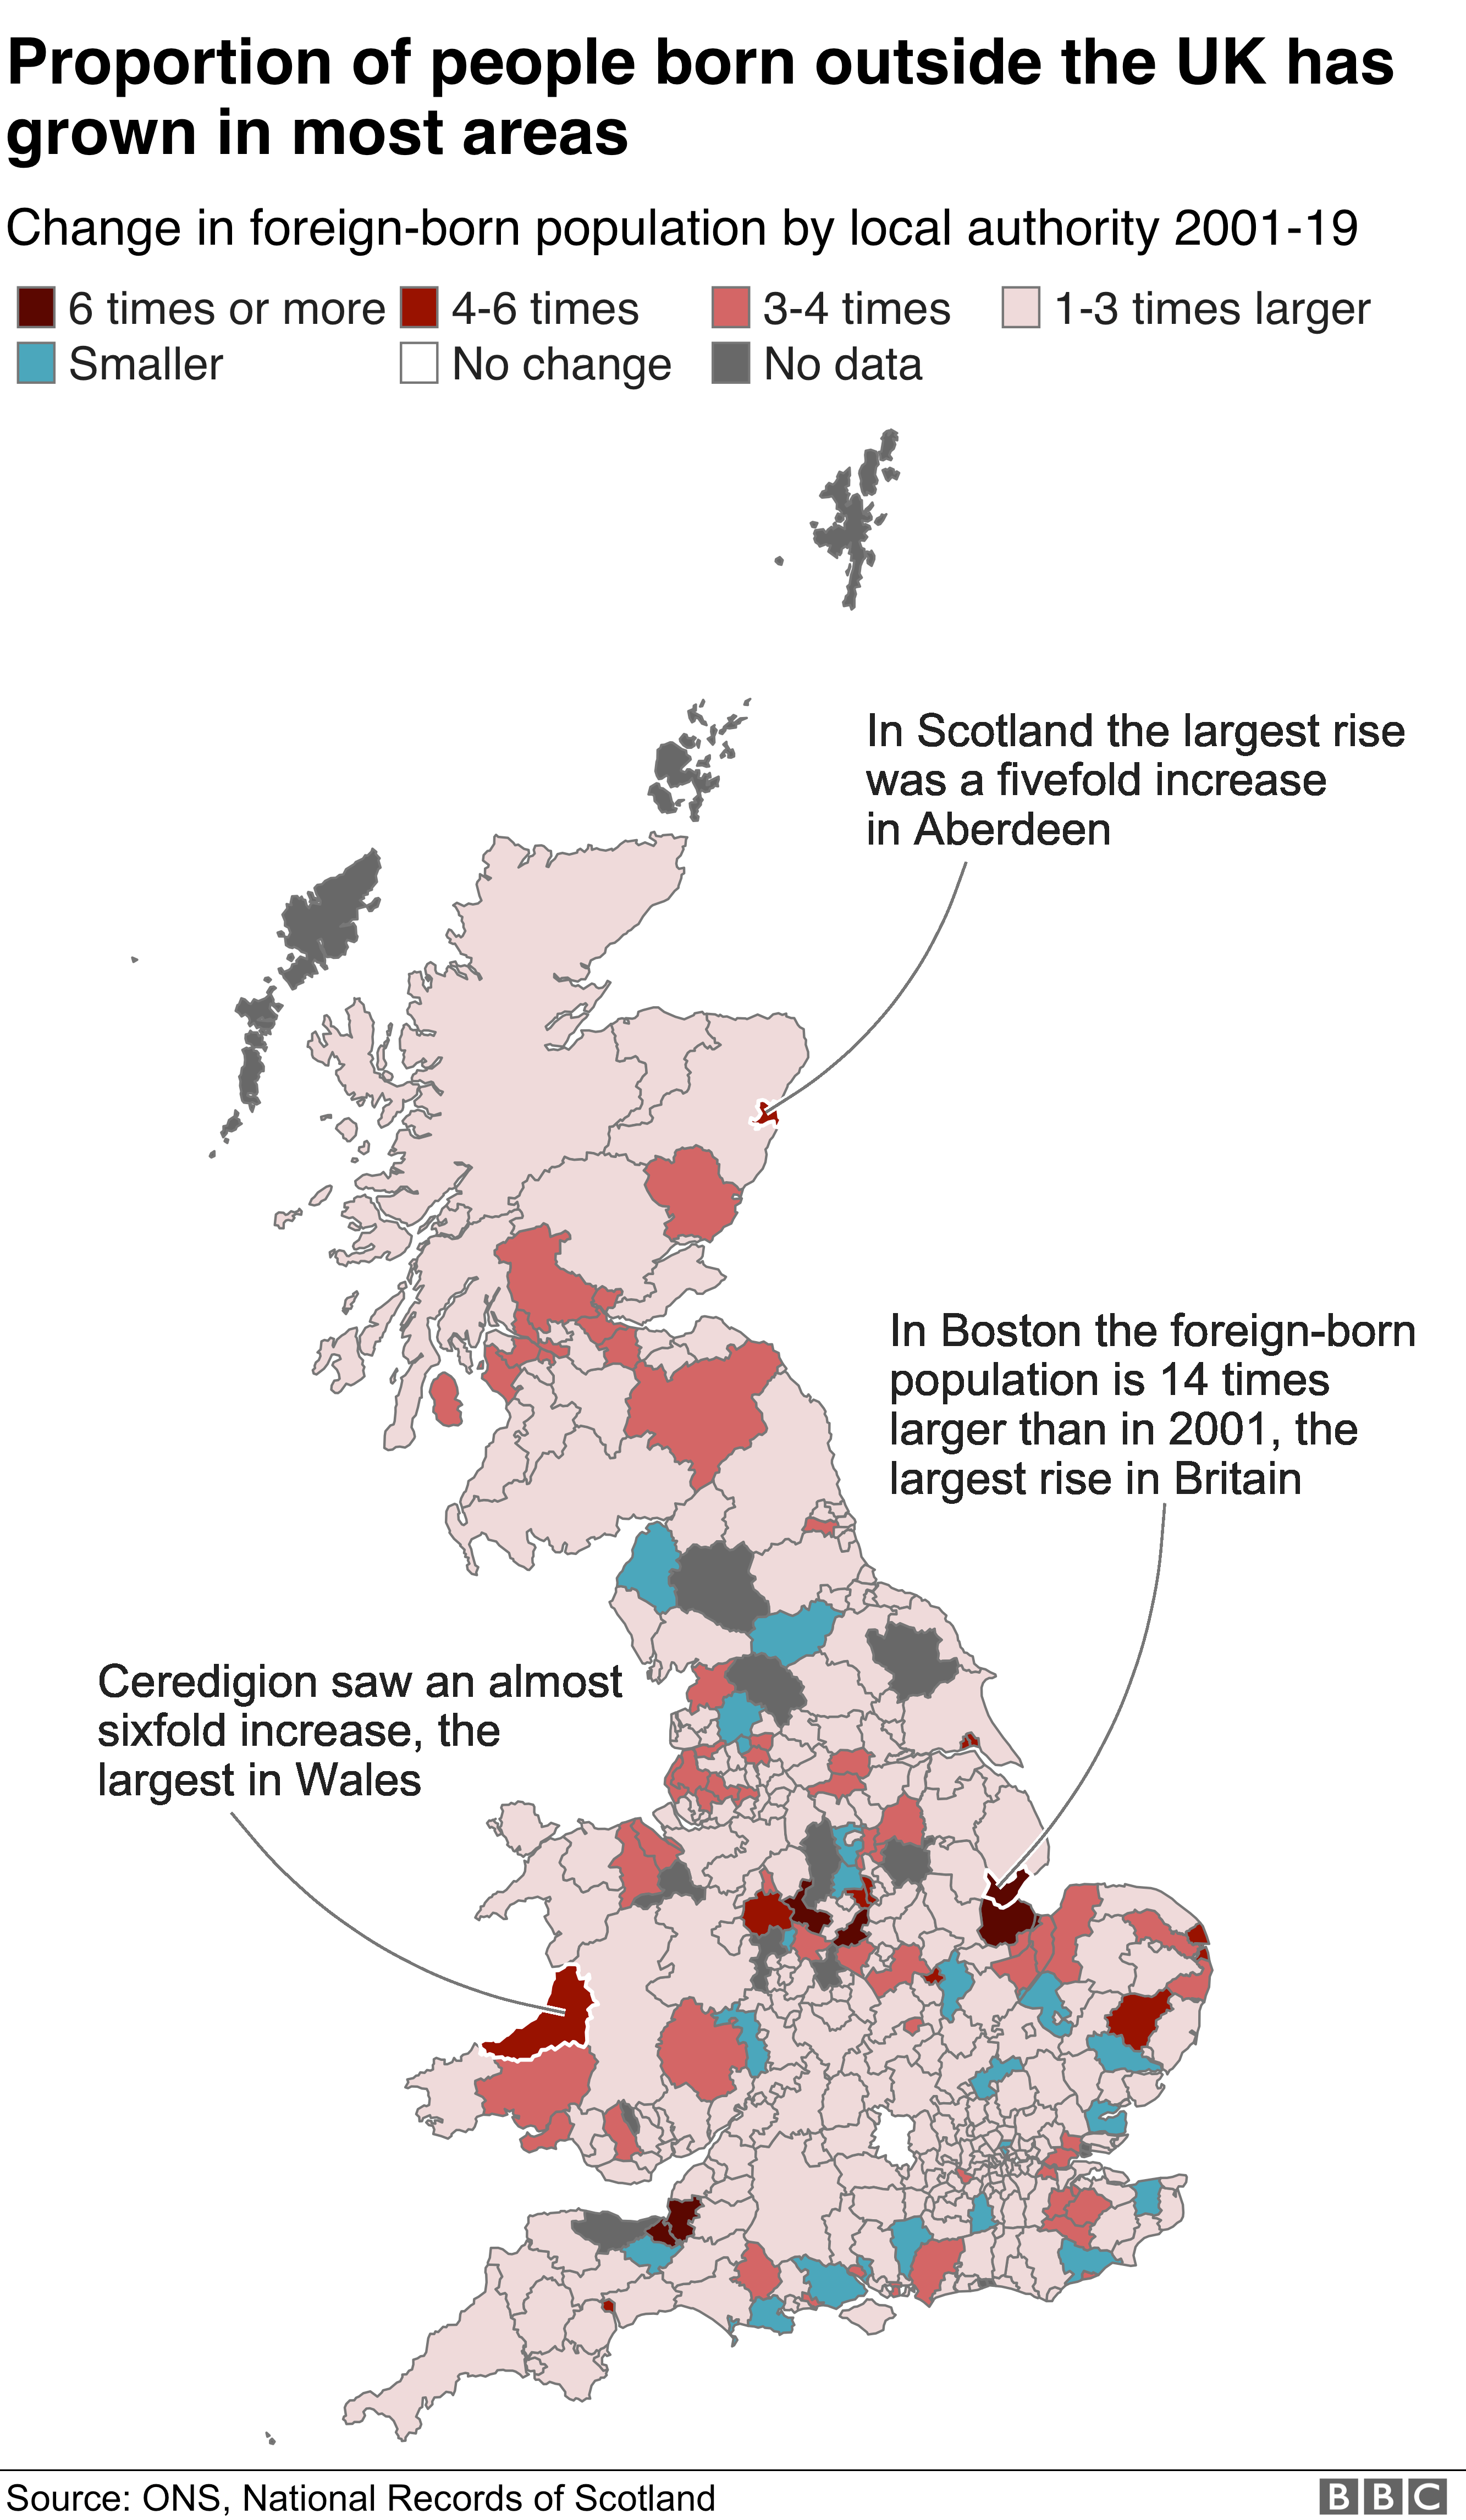 Proportion of people born outside the UK has
grown in most areas
Change in foreign-born population by local authority 2001-19
6 times or more 4-6 times 3-4 times 1-3 times larger
Smaller No change No data
In Scotland the largest rise
was a fivefold increase
in Aberdeen
In Boston the foreign-born
population is 14 times
larger than in 2001, the
largest rise in Britain
Ceredigion saw an almost
sixfold increase, the
largest in Wales
Source: ONS, National Records of Scotland
BBC